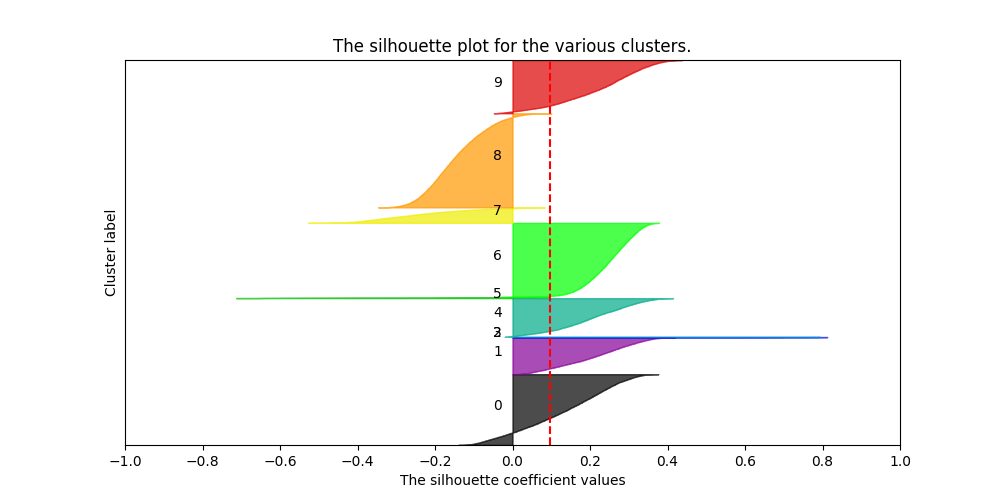 The silhouette plot for the various clusters.
Cluster label
9
8
7
6
5
4
3
2
1
0
−1.0 −0.8 −0.6 −0.4 −0.2 0.0 0.2 0.4 0.6 0.8 1.0
The silhouette coefficient values